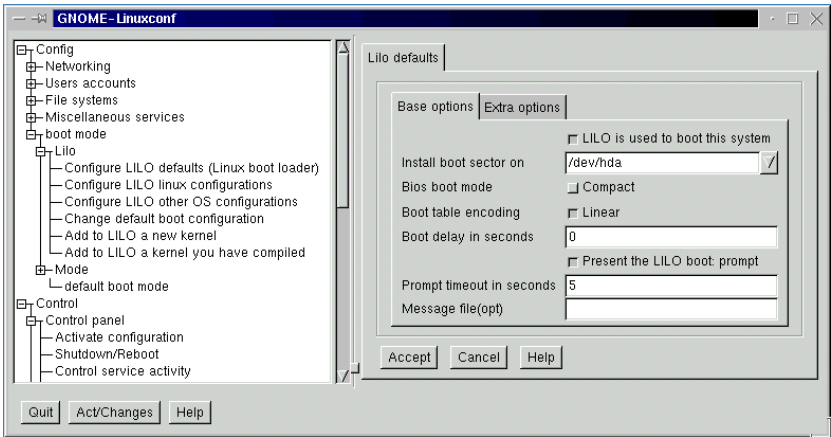 GNOME-Linuxconf
Config
Networking
Users accounts
File systems
Miscellaneous services
boot mode
Lilo
Configure LILO defaults (Linux boot loader)
Configure LILO linux configurations
Configure LILO other OS configurations
Change default boot configuration
Add to LILO a new kernel
Add to LILO a kernel you have compiled
Mode
default boot mode
Control
Control panel
Activate configuration
Shutdown/Reboot
Control service activity
Lilo defaults
Base options Extra options
LILO is used to boot this system
Install boot sector on /dev/hda
Bios boot mode Compact
Boot table encoding Linear
Boot delay in seconds 0
Present the LILO boot: prompt
Prompt timeout in seconds 5
Message file(opt)
Accept Cancel Help
Quit Act/Changes Help